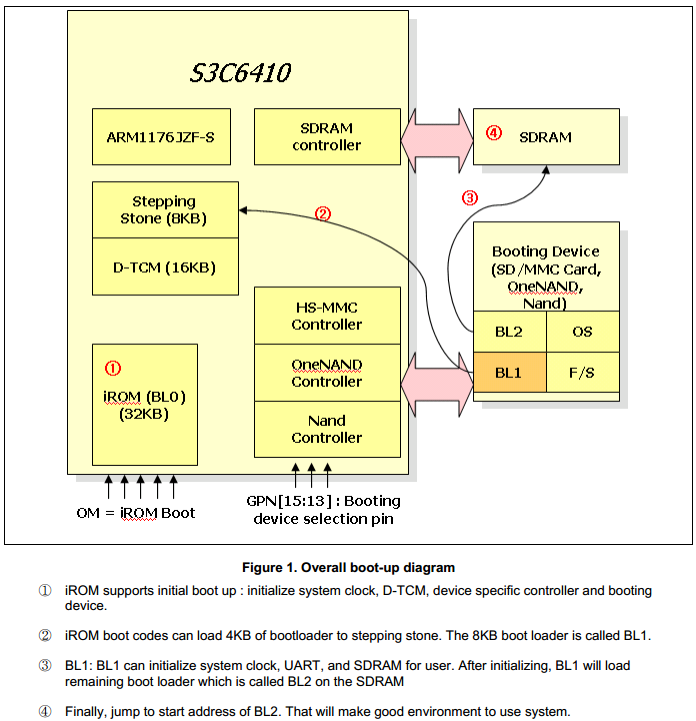 S3C6410
ARM1176JZF-S
SDRAM
controller
④
SDRAM
③
Stepping
Stone (8KB)
②
D-TCM (16KB)
Booting Device
(SD/MMC Card,
OneNAND,
Nand)
BL2
OS
BL1
F/S
HS-MMC
Controller
OneNAND
Controller
Nand
Controller
①
iROM (BL0)
(32KB)
OM = iROM Boot
GPN[15:13] : Booting
device selection pin
Figure 1. Overall boot-up diagram
① iROM supports initial boot up : initialize system clock, D-TCM, device specific controller and booting
device.
② iROM boot codes can load 4KB of bootloader to stepping stone. The 8KB boot loader is called BL1.
③ BL1: BL1 can initialize system clock, UART, and SDRAM for user. After initializing, BL1 will load
remaining boot loader which is called BL2 on the SDRAM
④ Finally, jump to start address of BL2. That will make good environment to use system.